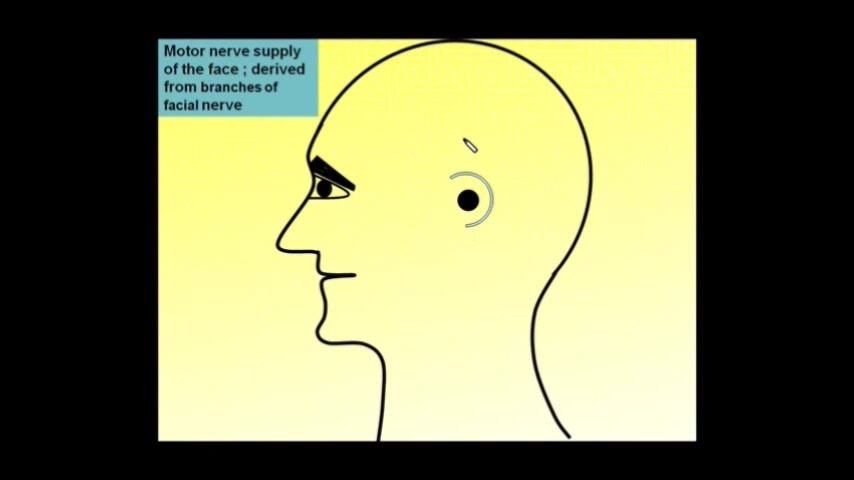 Motor nerve supply
of the face ; derived
from branches of
facial nerve